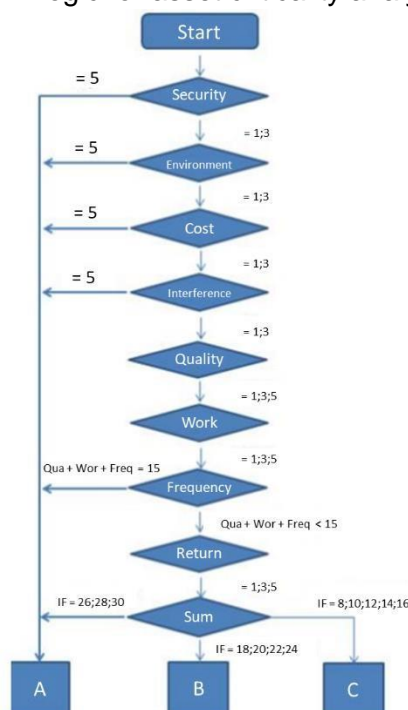 Start
= 5
Security
= 1;3
= 5
Environment
= 1;3
= 5
Cost
= 1;3
= 5
Interference
= 1;3
Quality
= 1;3;5
Work
= 1;3;5
Qua + Wor + Freq = 15
Frequency
Qua + Wor + Freq < 15
Return
= 1;3;5
IF = 26;28;30
Sum
IF = 8;10;12;14;16
IF = 18;20;22;24
A
B
C